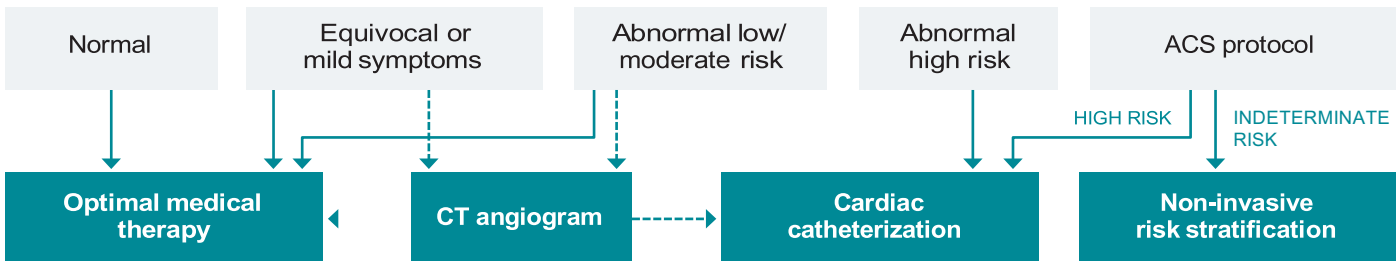 Normal
Equivocal or
mild symptoms
Abnormal low/
moderate risk
Abnormal
high risk
ACS protocol
HIGH RISK
INDETERMINATE
RISK
Optimal medical
therapy
CT angiogram
Cardiac
catheterization
Non-invasive
risk stratification